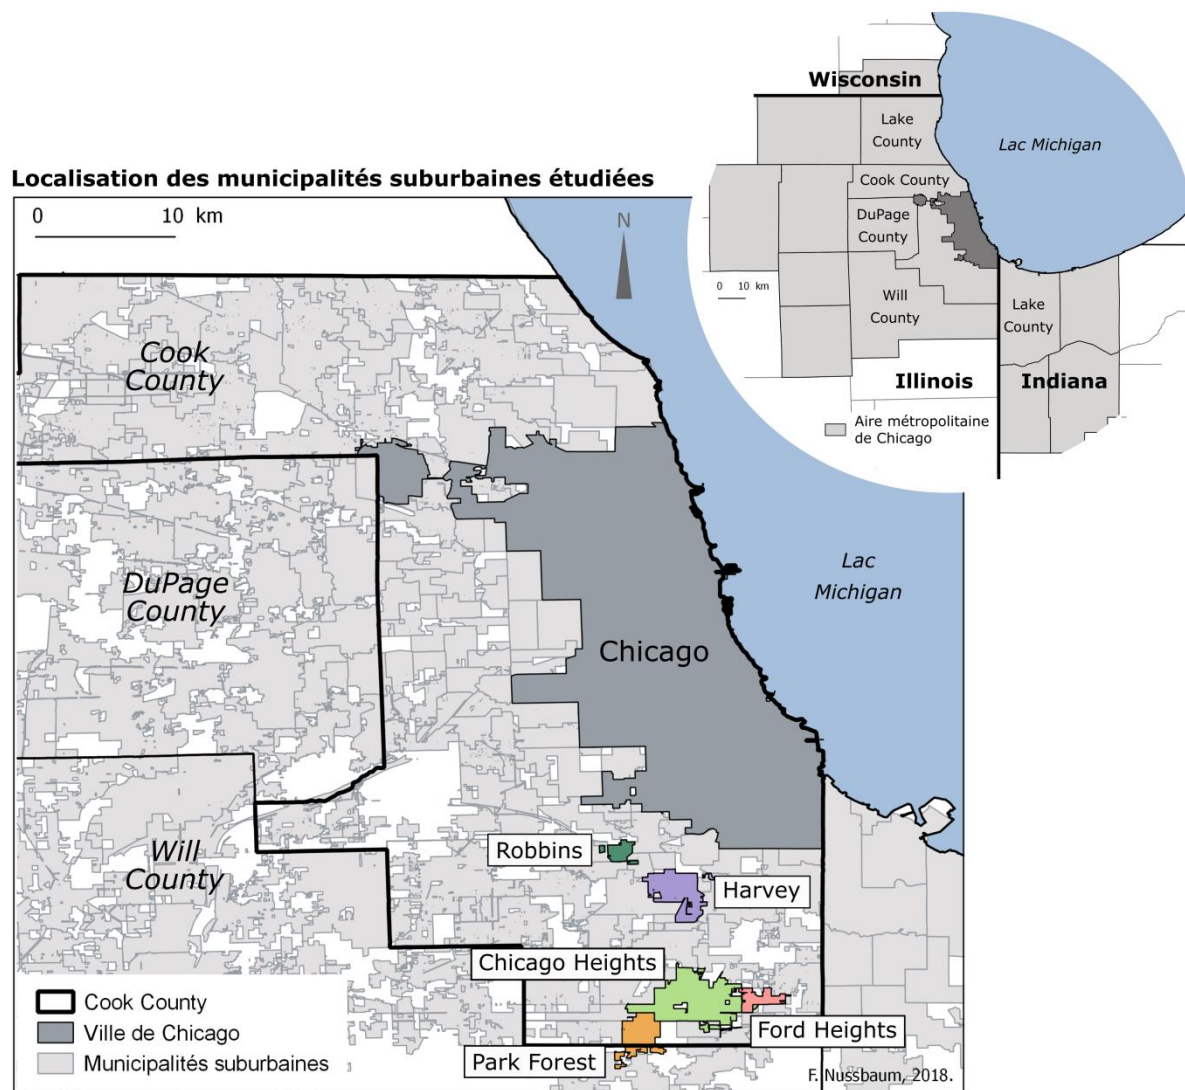 Localisation des municipalités suburbaines étudiées
0 10 km
N
Cook
County
DuPage
County
Will
County
Chicago
Lac
Michigan
Robbins
Harvey
Chicago Heights
Ford Heights
Park Forest
Cook County
Ville de Chicago
Municipalités suburbaines
F. Nussbaum, 2018.
Wisconsin
Lake
County
Lac Michigan
Cook County
DuPage
County
0 10 km
Will
County
Lake
County
Illinois
Indiana
Aire métropolitaine
de Chicago